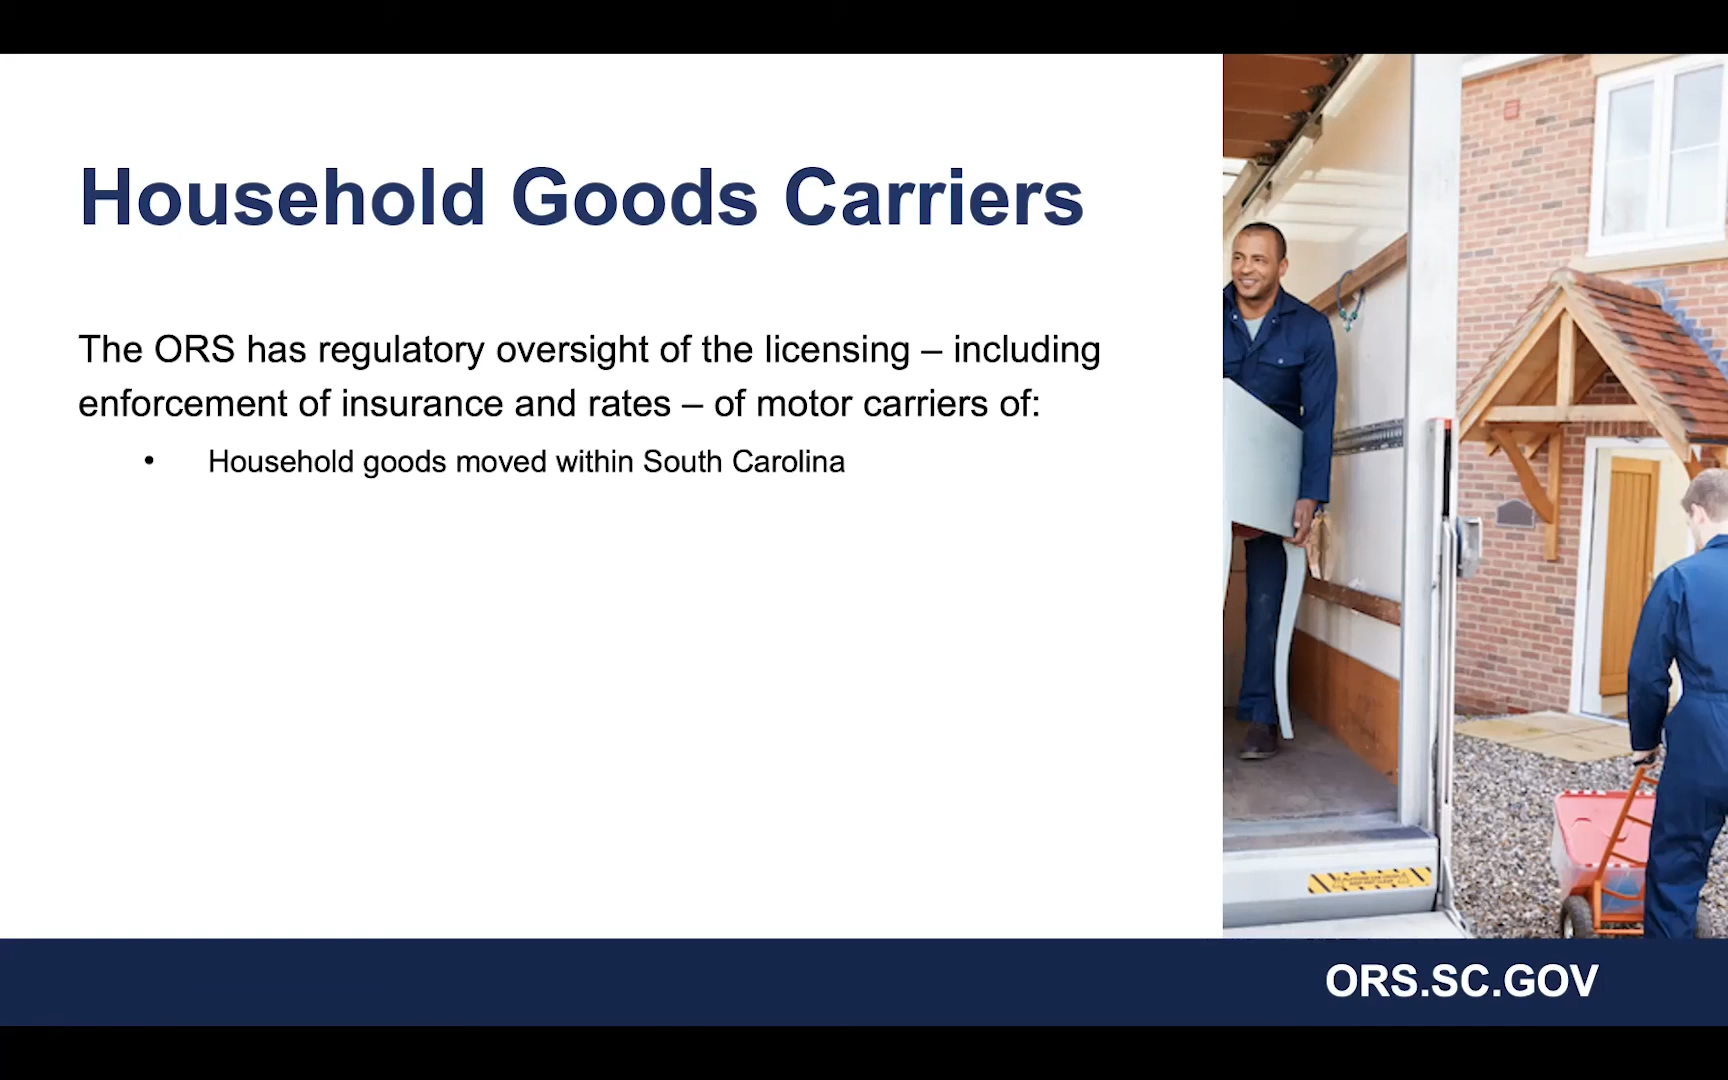 Household Goods Carriers
The ORS has regulatory oversight of the licensing – including
enforcement of insurance and rates – of motor carriers of:
• Household goods moved within South Carolina
ORS.SC.GOV